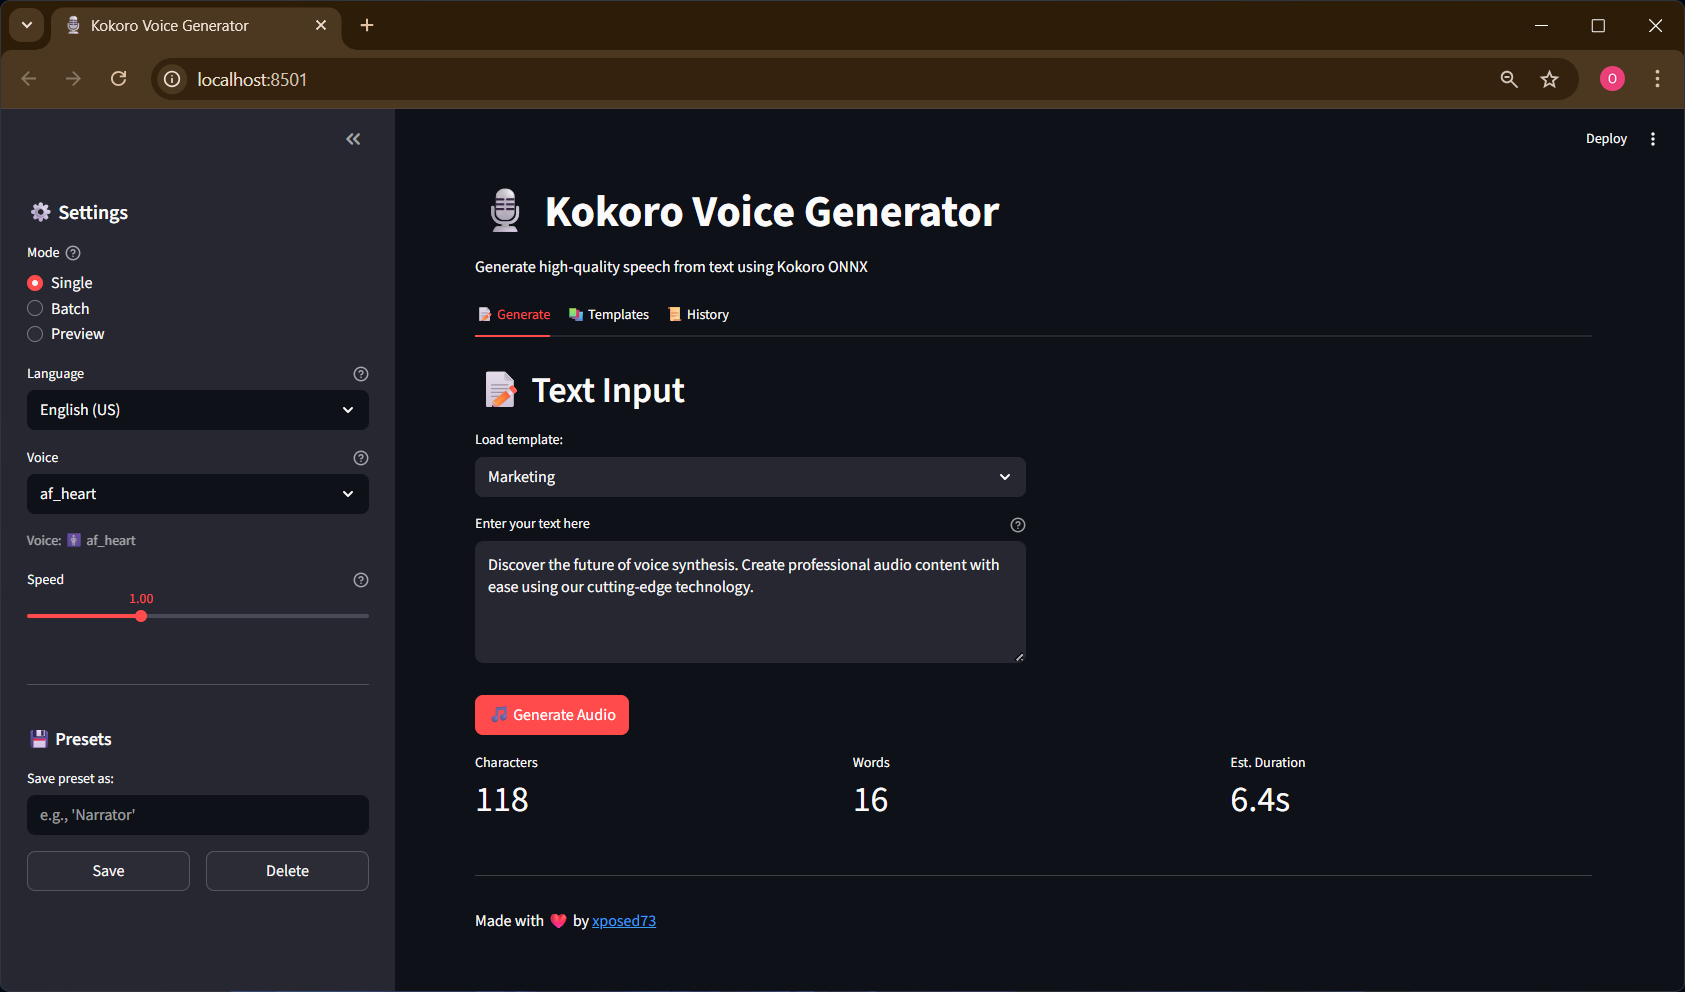 Kokoro Voice Generator
localhost:8501
O
Deploy
Settings
Mode
Single
Batch
Preview
Language
English (US)
Voice
af_heart
Voice: af_heart
Speed
1.00
Presets
Save preset as:
e.g., 'Narrator'
Save Delete
Kokoro Voice Generator
Generate high-quality speech from text using Kokoro ONNX
Generate Templates History
Text Input
Load template:
Marketing
Enter your text here
Discover the future of voice synthesis. Create professional audio content with
ease using our cutting-edge technology.
Generate Audio
Characters Words Est. Duration
118 16 6.4s
Made with ❤️ by xposed73